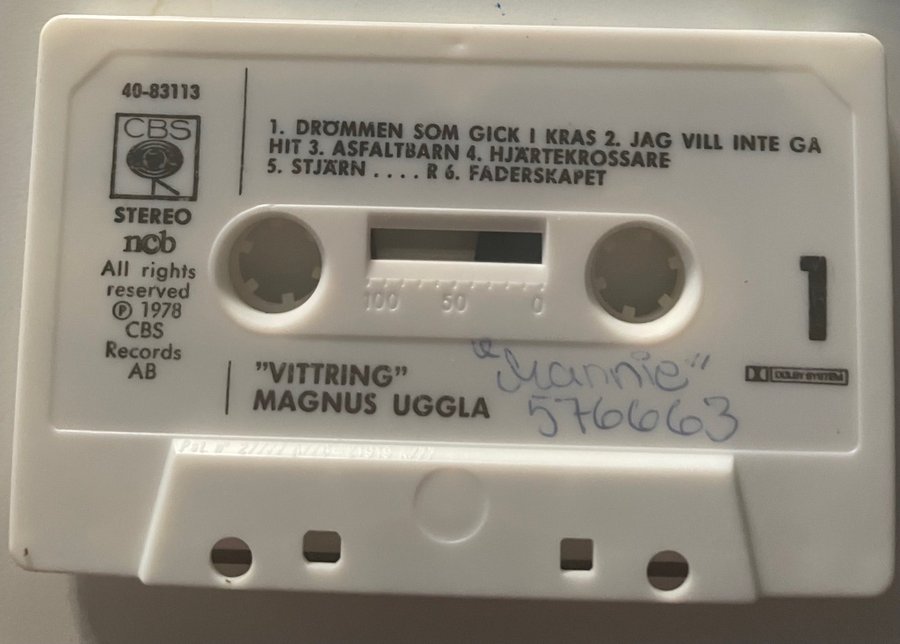 40-83113
CBS
STEREO
ncb
All rights
reserved
℗ 1978
CBS
Records
AB
1. DRÖMMEN SOM GICK I KRAS 2. JAG VILL INTE GÅ
HIT 3. ASFALTBARN 4. HJÄRTEKROSSARE
5. STJÄRN .... R 6. FADERSKAPET
100 50 0
1
"VITTRING"
MAGNUS UGGLA
"Mannie"
576663
DOLBY SYSTEM